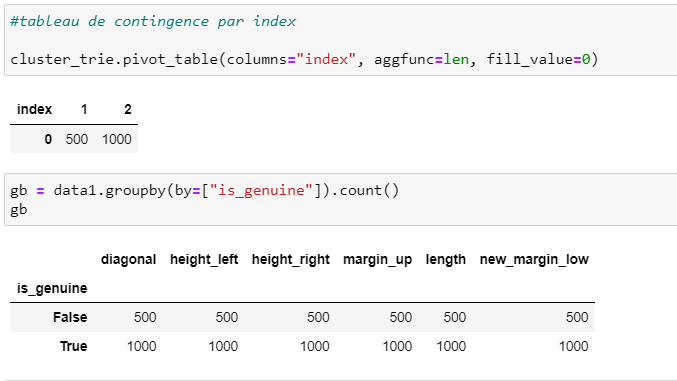 #tableau de contingence par index
cluster_trie.pivot_table(columns="index", aggfunc=len, fill_value=0)
index 1 2
0 500 1000
gb = data1.groupby(by=["is_genuine"]).count()
gb
diagonal height_left height_right margin_up length new_margin_low
is_genuine
False 500 500 500 500 500 500
True 1000 1000 1000 1000 1000 1000